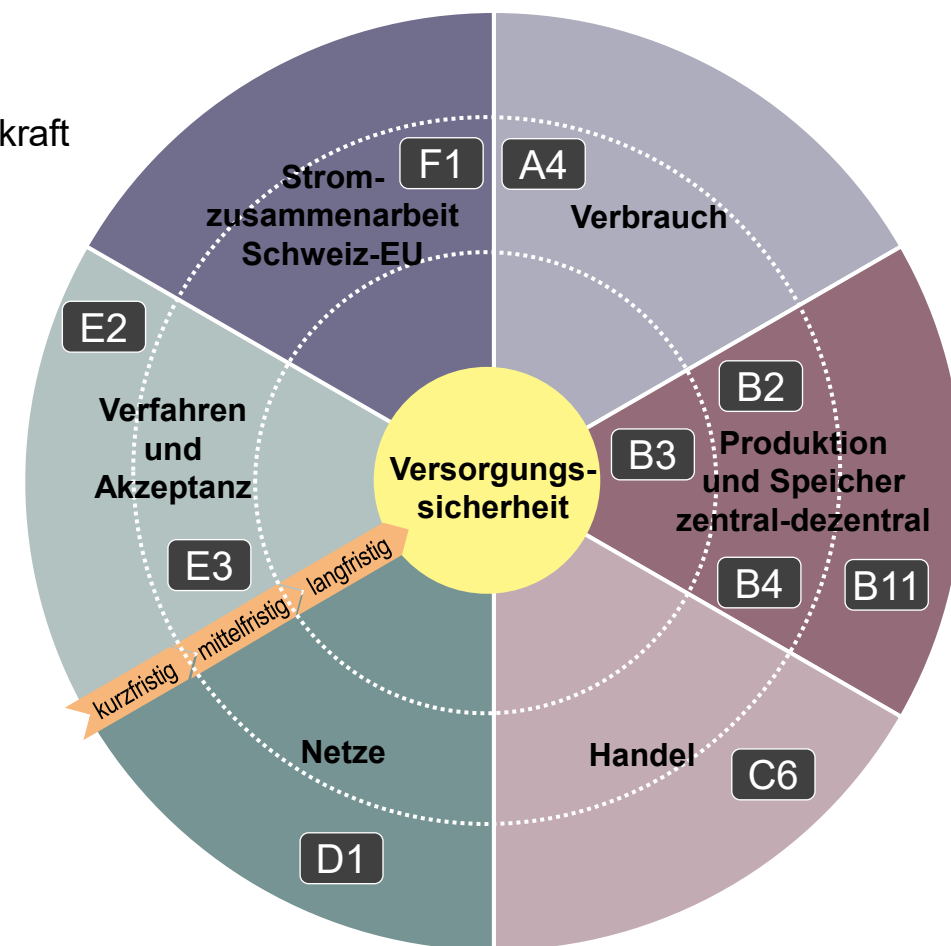 kraft
F1
A4
Strom-
zusammenarbeit
Schweiz-EU
Verbrauch
E2
Verfahren
und
Akzeptanz
E3
B2
B3
Produktion
und Speicher
zentral-dezentral
B4
B11
Versorgungs-
sicherheit
kurzfristig
mittelfristig
langfristig
Netze
D1
Handel
C6